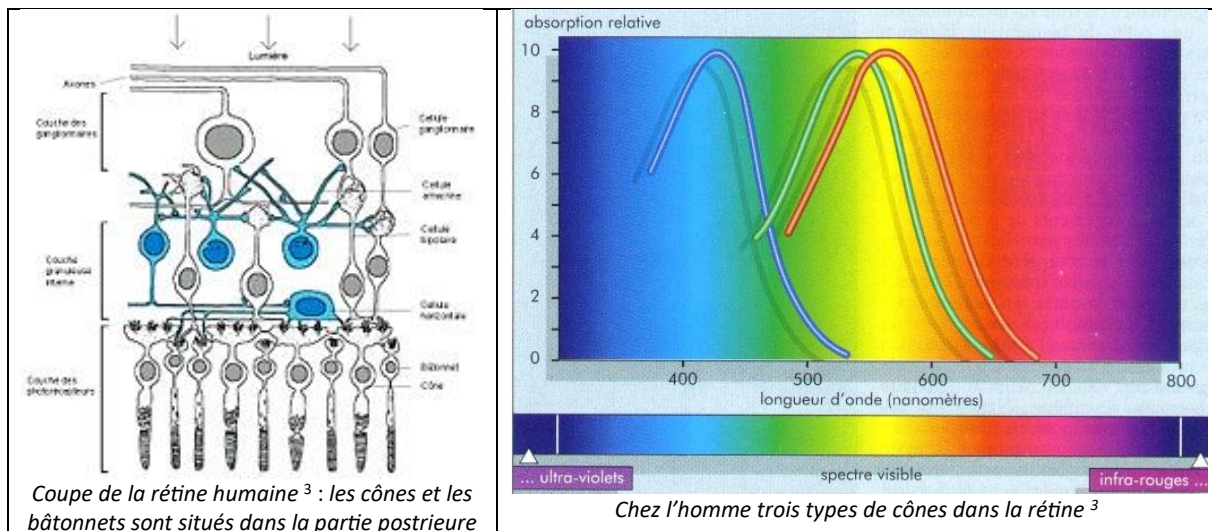 Lumière
Axones
Couche des
ganglionnaires
Cellule
ganglionnaire
Cellule
amacrine
Cellule
bipolaire
Couche
granuleuse
interne
Cellule
horizontale
Couche des
photorécepteurs
Bâtonnet
Cône
Coupe de la rétine humaine ³ : les cônes et les
bâtonnets sont situés dans la partie postrieure
absorption relative
10
8
6
4
2
0
400 500 600 700 800
longueur d'onde (nanomètres)
... ultra-violets
spectre visible
infra-rouges ...
Chez l'homme trois types de cônes dans la rétine ³